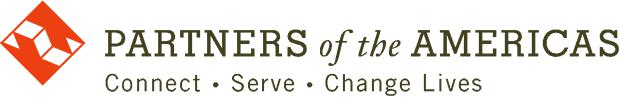 PARTNERS of the AMERICAS
Connect • Serve • Change Lives